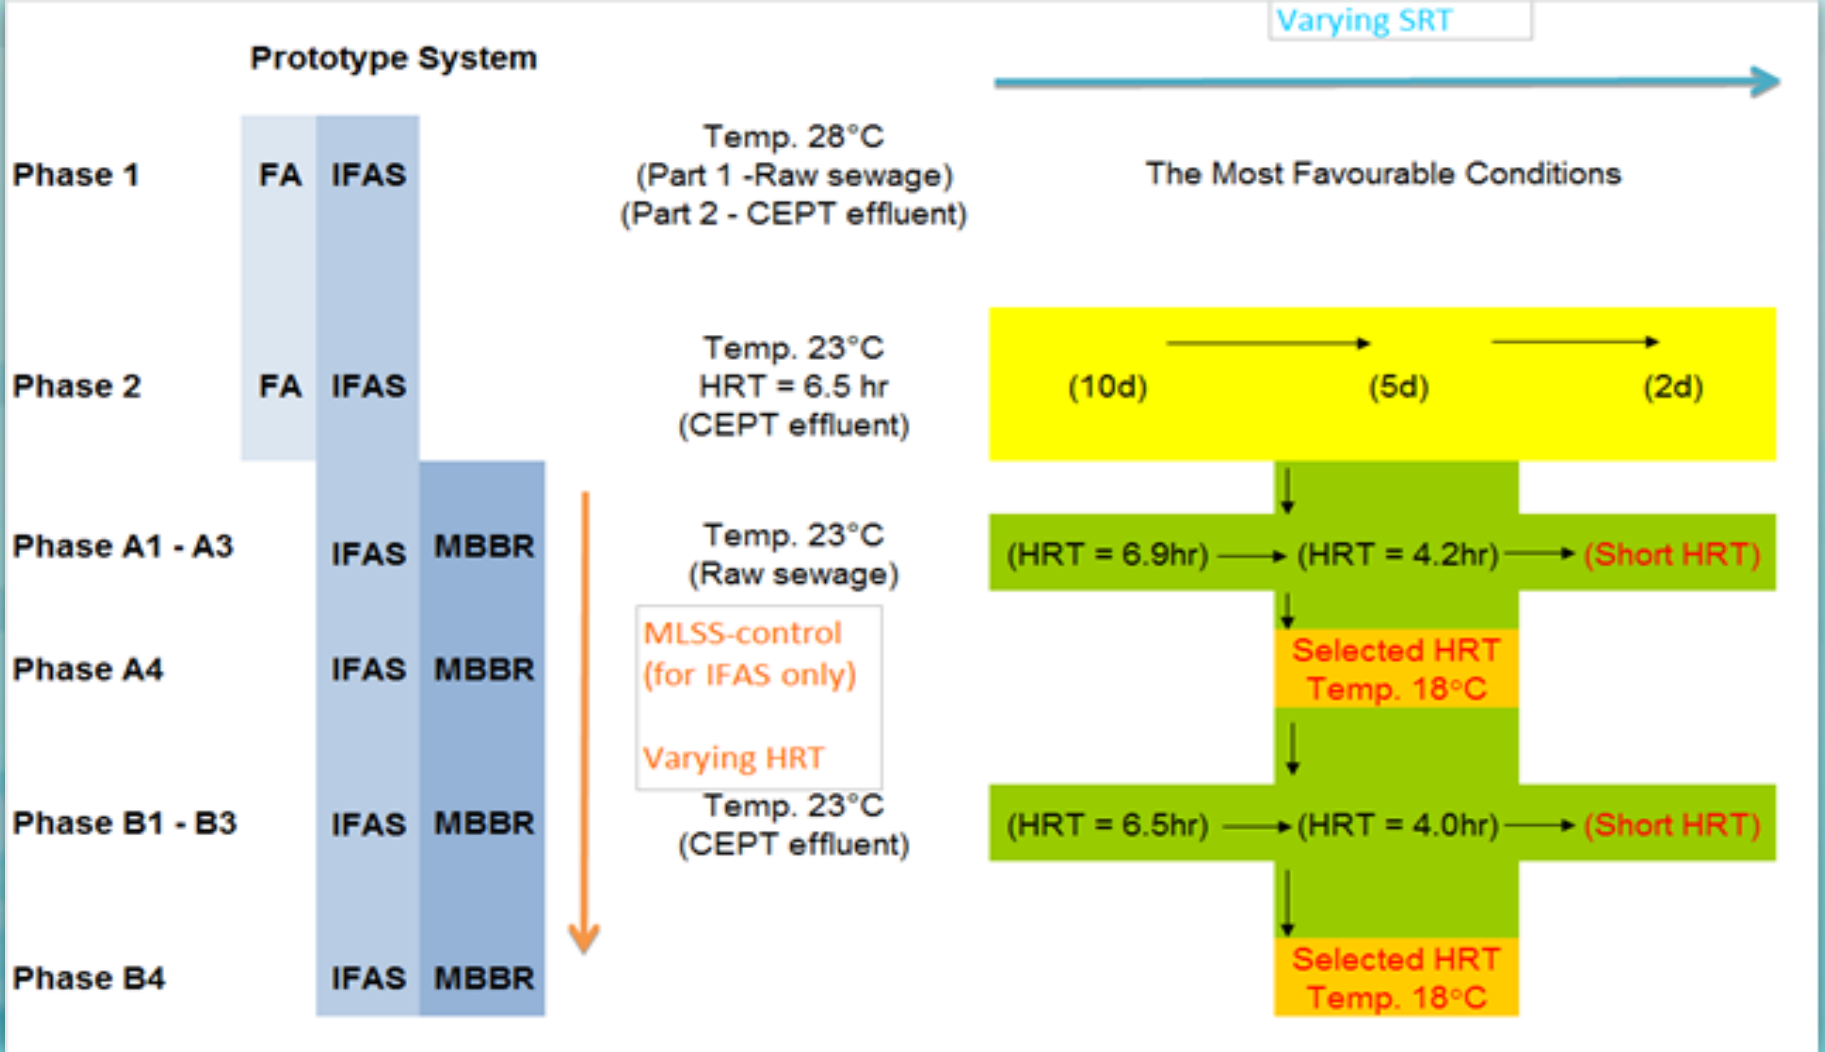 Varying SRT
Prototype System
Phase 1
FA IFAS
Temp. 28°C
(Part 1 -Raw sewage)
(Part 2 - CEPT effluent)
The Most Favourable Conditions
Phase 2
FA IFAS
Temp. 23°C
HRT = 6.5 hr
(CEPT effluent)
(10d) (5d) (2d)
Phase A1 - A3
IFAS MBBR
Temp. 23°C
(Raw sewage)
(HRT = 6.9hr) (HRT = 4.2hr) (Short HRT)
MLSS-control
(for IFAS only)
Varying HRT
Phase A4
IFAS MBBR
Selected HRT
Temp. 18°C
Phase B1 - B3
IFAS MBBR
Temp. 23°C
(CEPT effluent)
(HRT = 6.5hr) (HRT = 4.0hr) (Short HRT)
Phase B4
IFAS MBBR
Selected HRT
Temp. 18°C